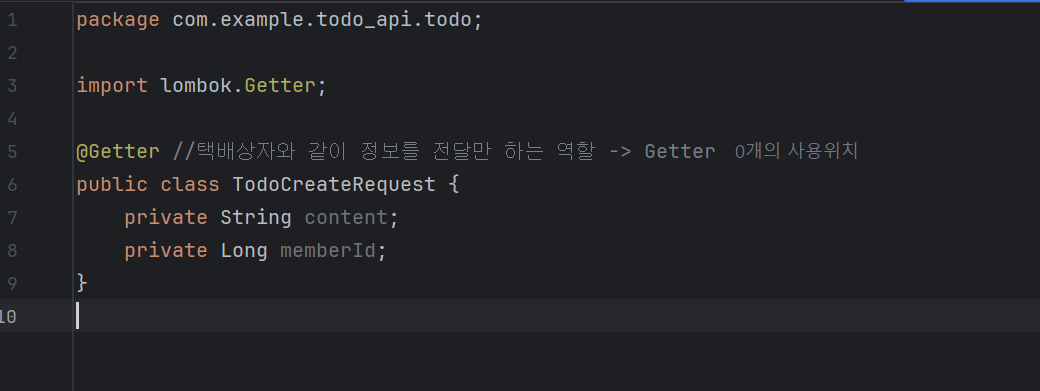 1 package com.example.todo_api.todo;
2
3 import lombok.Getter;
4
5 @Getter //택배상자와 같이 정보를 전달만 하는 역할 -> Getter 0개의 사용위치
6 public class TodoCreateRequest {
7 private String content;
8 private Long memberId;
9 }
10